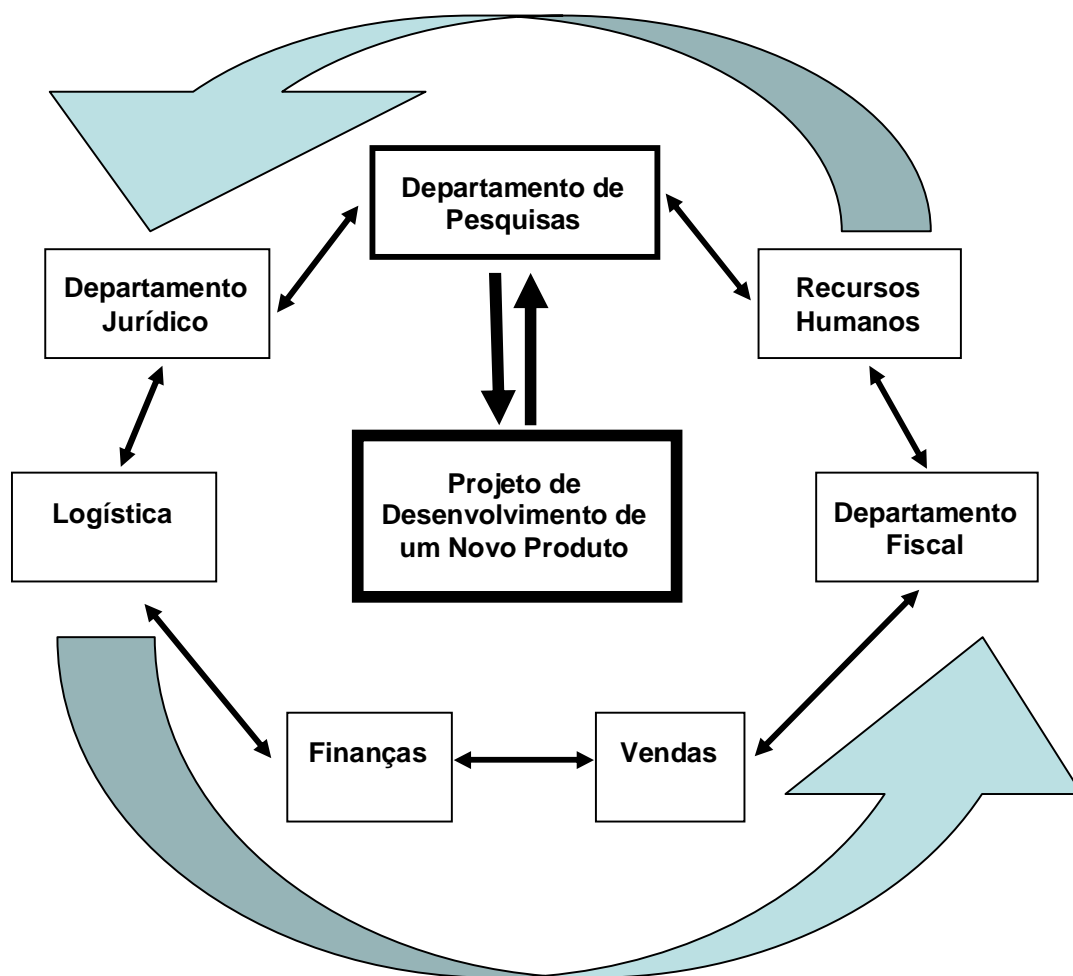 Departamento de
Pesquisas
Departamento
Jurídico
Recursos
Humanos
Logística
Projeto de
Desenvolvimento de
um Novo Produto
Departamento
Fiscal
Finanças
Vendas